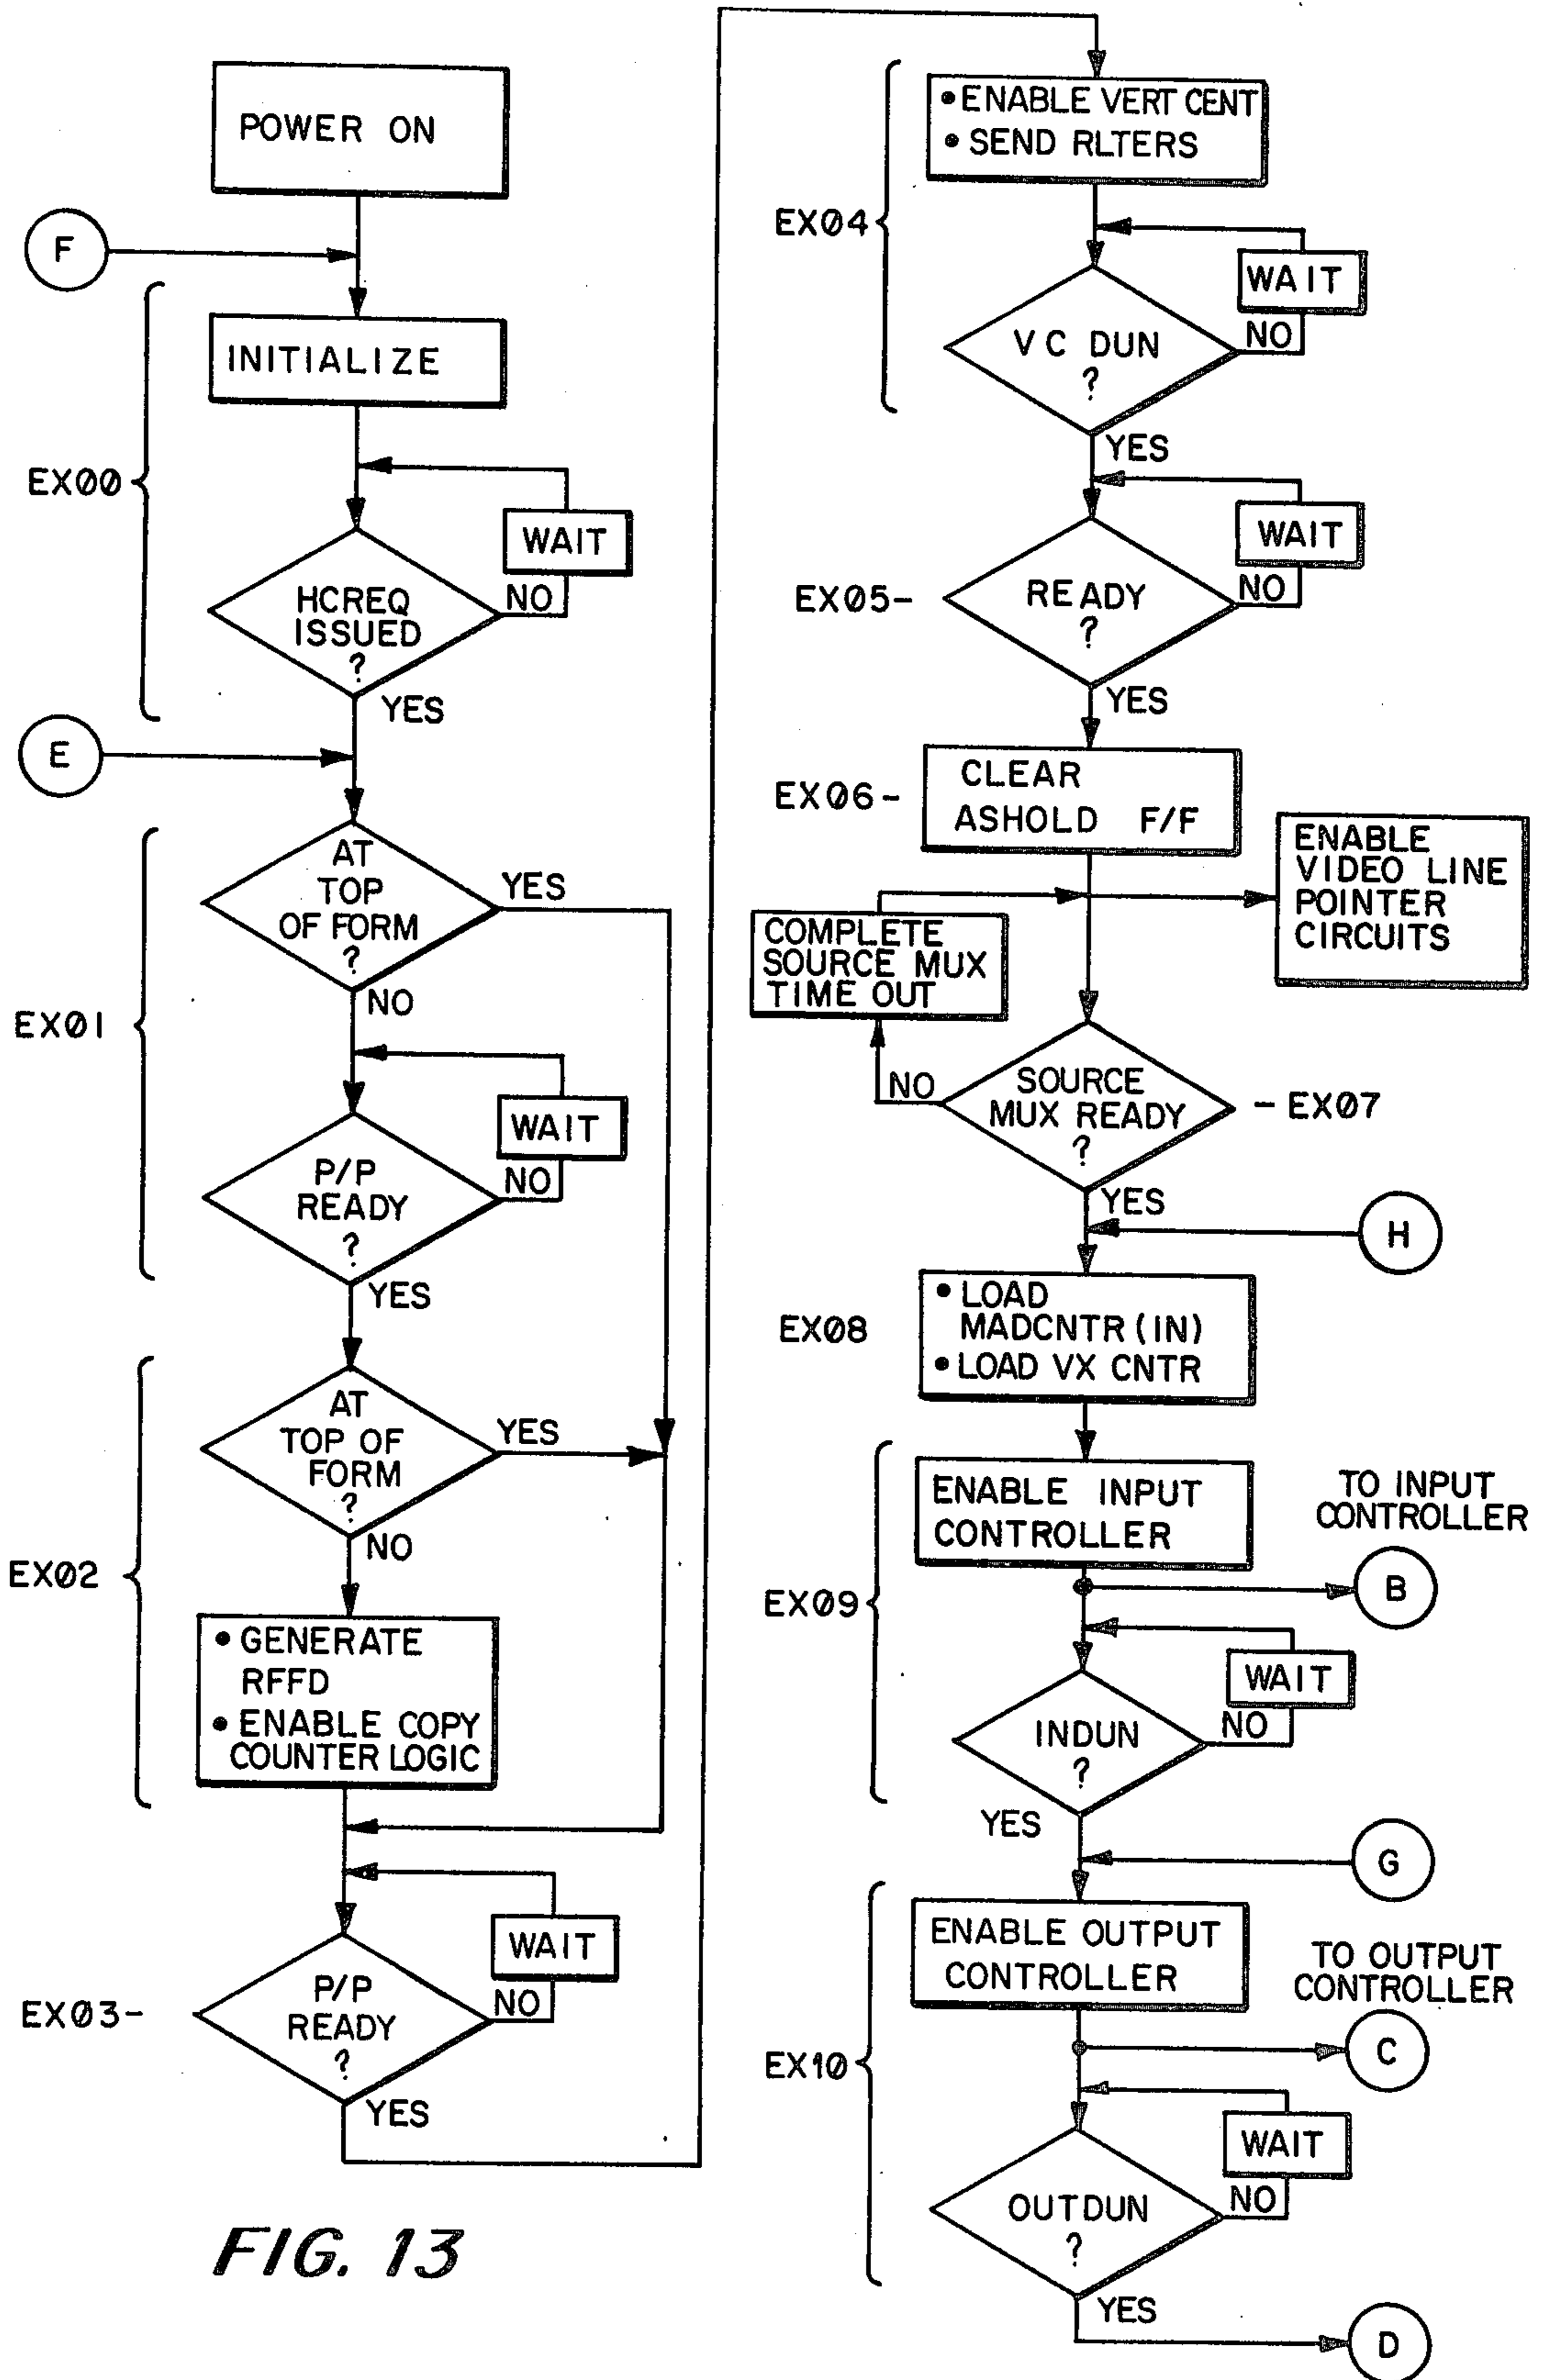 POWER ON
F
INITIALIZE
EX00
WAIT
HCREQ
ISSUED
?
NO
YES
E
AT
TOP
OF FORM
?
YES
NO
EX01
WAIT
P/P
READY
?
NO
YES
AT
TOP OF
FORM
?
YES
NO
EX02
• GENERATE
RFFD
• ENABLE COPY
COUNTER LOGIC
WAIT
EX03-
P/P
READY
?
NO
YES
FIG. 13
• ENABLE VERT CENT
• SEND RLTERS
EX04
WAIT
VC DUN
?
NO
YES
WAIT
EX05-
READY
?
NO
YES
EX06-
CLEAR
ASHOLD F/F
ENABLE
VIDEO LINE
POINTER
CIRCUITS
COMPLETE
SOURCE MUX
TIME OUT
NO
SOURCE
MUX READY
?
- EX07
YES
H
EX08
• LOAD
MADCNTR (IN)
• LOAD VX CNTR
ENABLE INPUT
CONTROLLER
TO INPUT
CONTROLLER
B
EX09
WAIT
INDUN
?
NO
YES
G
ENABLE OUTPUT
CONTROLLER
TO OUTPUT
CONTROLLER
C
EX10
WAIT
OUTDUN
?
NO
YES
D